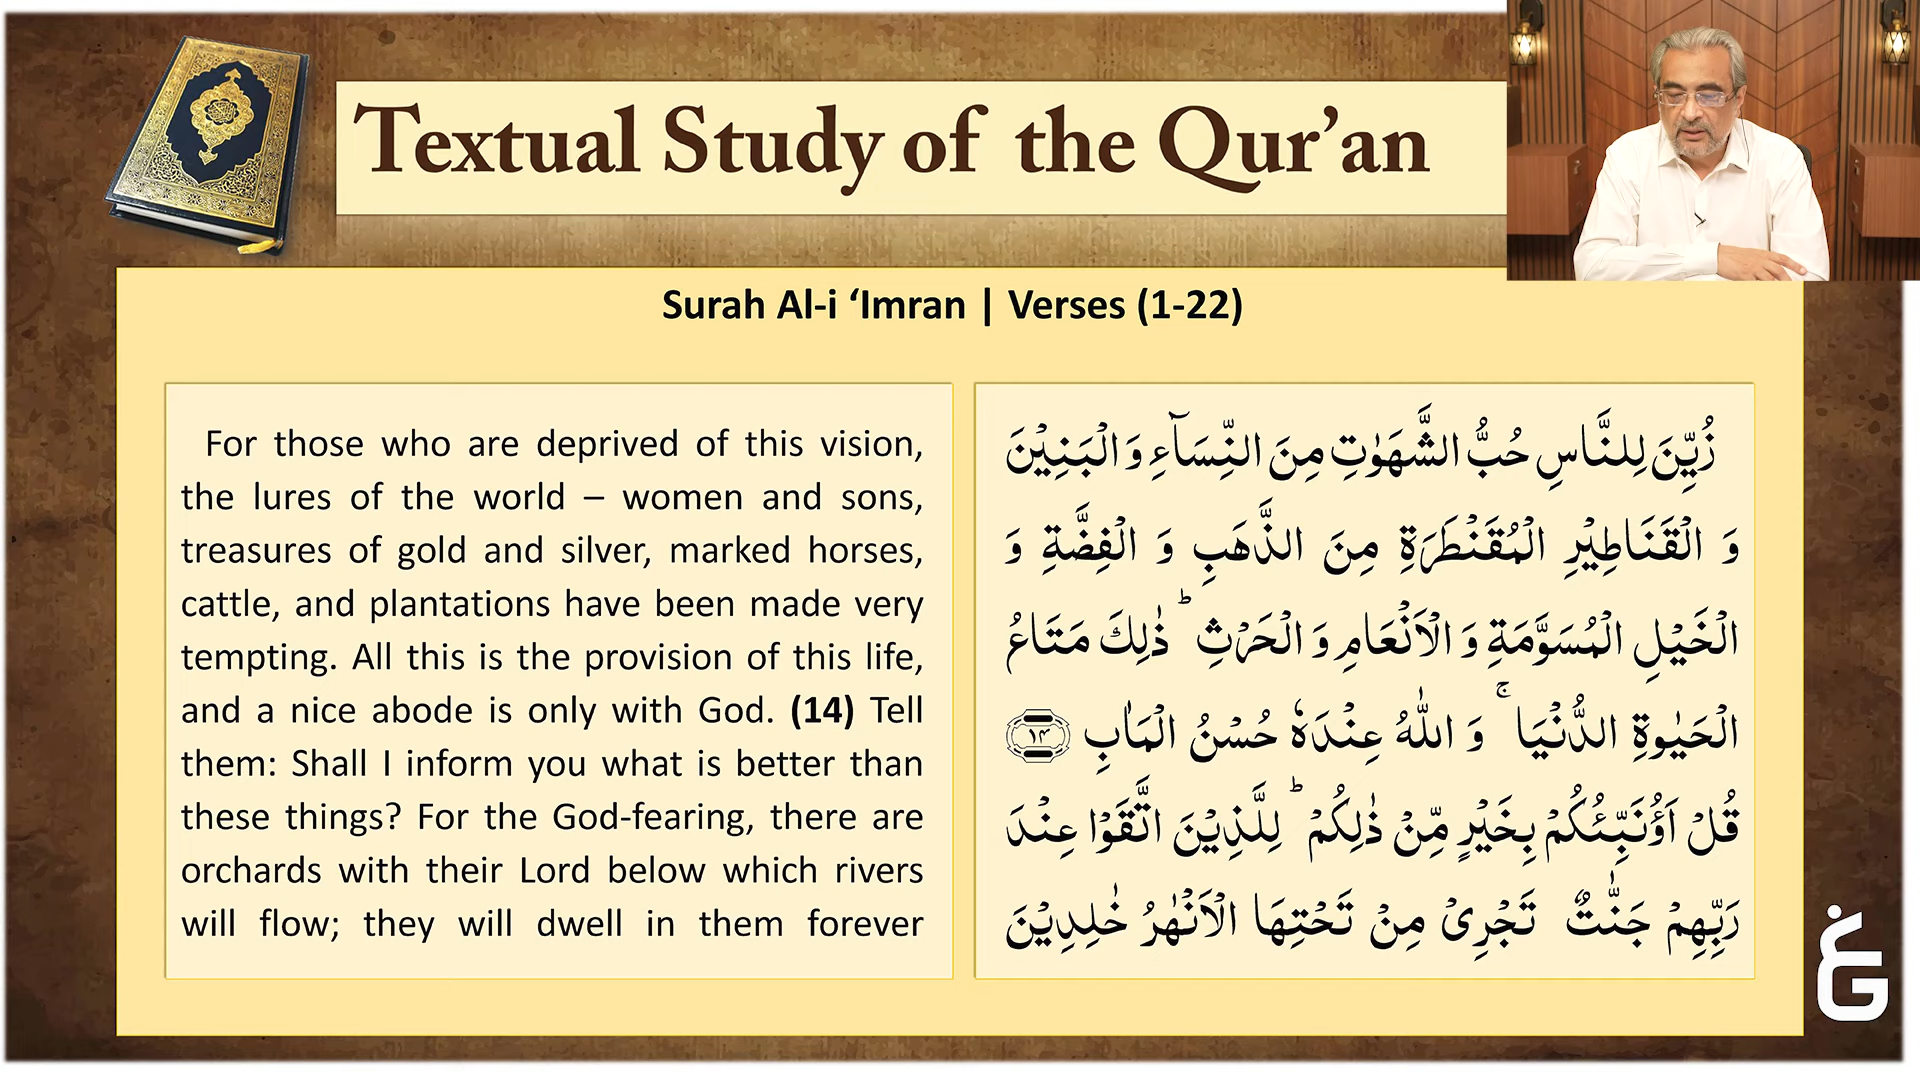 Textual Study of the Qur’an
Surah Al-i ‘Imran | Verses (1-22)
For those who are deprived of this vision,
the lures of the world – women and sons,
treasures of gold and silver, marked horses,
cattle, and plantations have been made very
tempting. All this is the provision of this life,
and a nice abode is only with God. (14) Tell
them: Shall I inform you what is better than
these things? For the God-fearing, there are
orchards with their Lord below which rivers
will flow; they will dwell in them forever
زُيِّنَ لِلنَّاسِ حُبُّ الشَّهَوٰتِ مِنَ النِّسَآءِ وَ الْبَنِيْنَ
وَ الْقَنَاطِيْرِ الْمُقَنْطَرَةِ مِنَ الذَّهَبِ وَ الْفِضَّةِ وَ
الْخَيْلِ الْمُسَوَّمَةِ وَ الْاَنْعَامِ وَ الْحَرْثِ ؕ ذٰلِكَ مَتَاعُ
الْحَيٰوةِ الدُّنْيَا ۚ وَ اللّٰهُ عِنْدَهٗ حُسْنُ الْمَاٰبِ ۱۴
قُلْ اَؤُنَبِّئُكُمْ بِخَيْرٍ مِّنْ ذٰلِكُمْ ؕ لِلَّذِيْنَ اتَّقَوْا عِنْدَ
رَبِّهِمْ جَنّٰتٌ تَجْرِيْ مِنْ تَحْتِهَا الْاَنْهٰرُ خٰلِدِيْنَ
غ
G